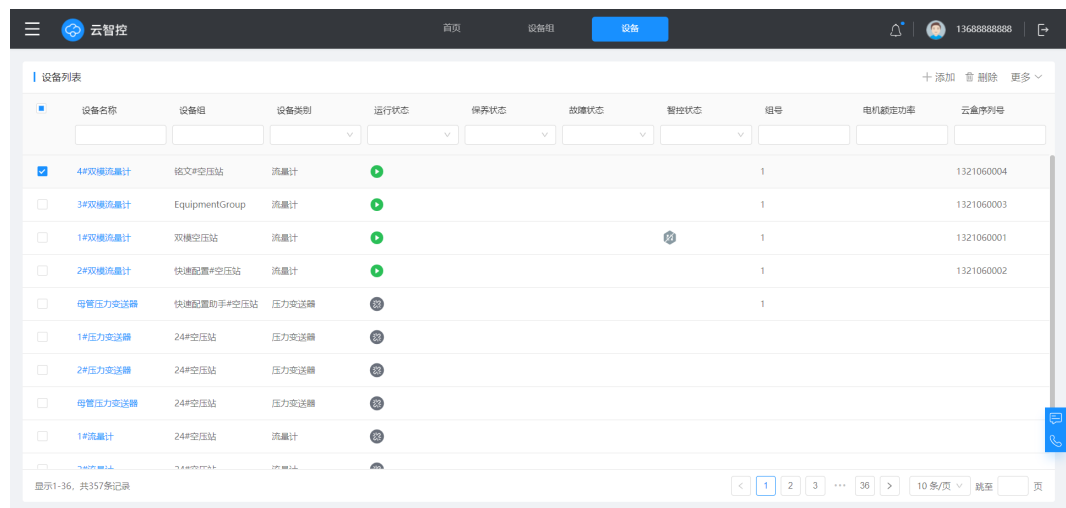 云智控 首页 设备组 设备 13688888888
设备列表 添加 删除 更多
设备名称 设备组 设备类别 运行状态 保养状态 故障状态 智控状态 组号 电机额定功率 云盒序列号
4#双模流量计 铭文#空压站 流量计 1 1321060004
3#双模流量计 EquipmentGroup 流量计 1 1321060003
1#双模流量计 双模空压站 流量计 1 1321060001
2#双模流量计 快速配置#空压站 流量计 1 1321060002
母管压力变送器 快速配置助手#空压站 压力变送器 1
1#压力变送器 24#空压站 压力变送器
2#压力变送器 24#空压站 压力变送器
母管压力变送器 24#空压站 压力变送器
1#流量计 24#空压站 流量计
2#流量计 24#空压站 流量计
显示1-36, 共357条记录 < 1 2 3 ··· 36 > 10 条/页 跳至 页